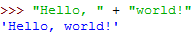 >>> "Hello, " + "world!"
'Hello, world!'